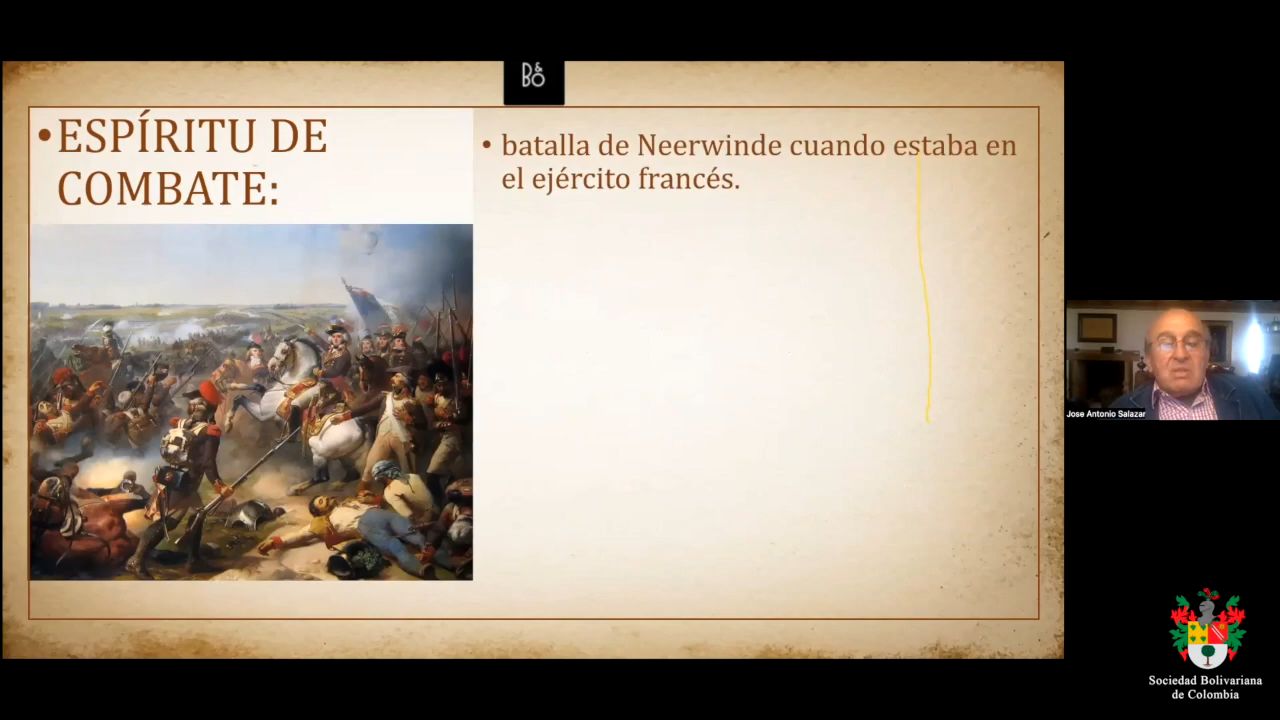 B&O
•ESPÍRITU DE
COMBATE:
• batalla de Neerwinde cuando estaba en
el ejército francés.
Jose Antonio Salazar
Sociedad Bolivariana
de Colombia